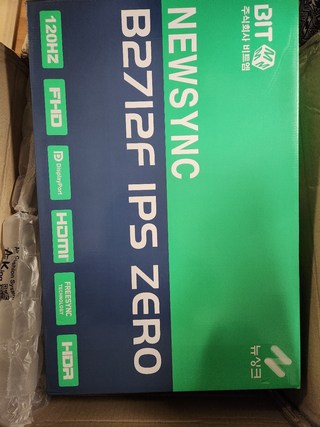 BIT
주식회사 비트엠
NEWSYNC
B2712F IPS ZERO
120HZ
FHD
DisplayPort
HDMI
FREESYNC
TECHNOLOGY
HDR
뉴싱크